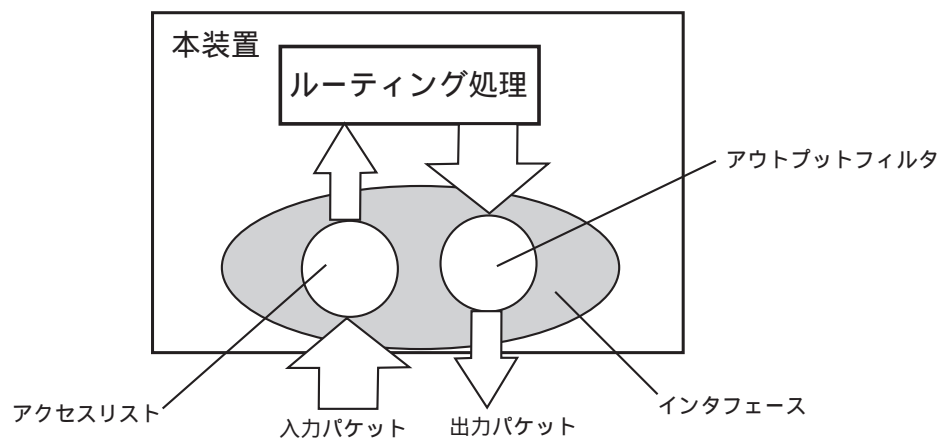 本装置
ルーティング処理
アウトプットフィルタ
アクセスリスト
入力パケット
出力パケット
インタフェース